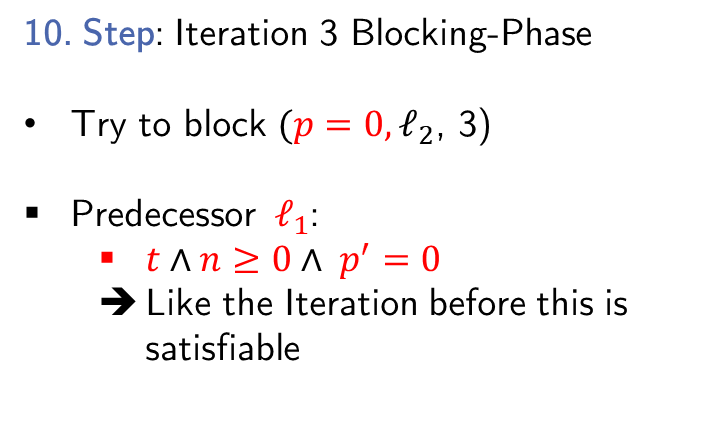 10. Step: Iteration 3 Blocking-Phase
• Try to block (p = 0, ℓ₂, 3)
▪ Predecessor ℓ₁:
▪ t ∧ n ≥ 0 ∧ p′ = 0
➔ Like the Iteration before this is
satisfiable